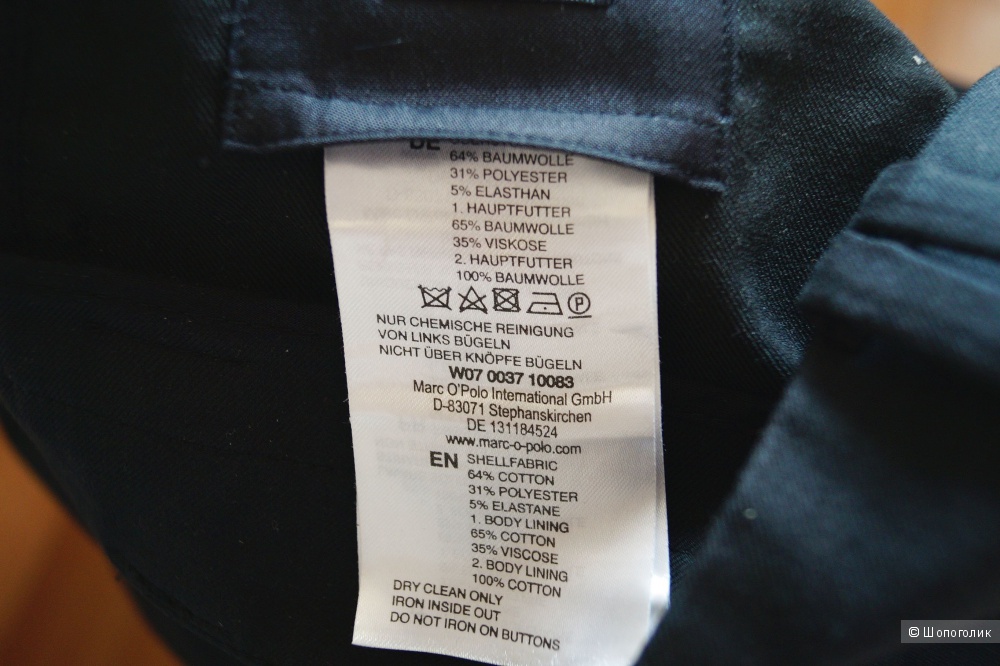 DE
64% BAUMWOLLE
31% POLYESTER
5% ELASTHAN
1. HAUPTFUTTER
65% BAUMWOLLE
35% VISKOSE
2. HAUPTFUTTER
100% BAUMWOLLE
P
NUR CHEMISCHE REINIGUNG
VON LINKS BÜGELN
NICHT ÜBER KNÖPFE BÜGELN
W07 0037 10083
Marc O'Polo International GmbH
D-83071 Stephanskirchen
DE 131184524
www.marc-o-polo.com
EN SHELLFABRIC
64% COTTON
31% POLYESTER
5% ELASTANE
1. BODY LINING
65% COTTON
35% VISCOSE
2. BODY LINING
100% COTTON
DRY CLEAN ONLY
IRON INSIDE OUT
DO NOT IRON ON BUTTONS
© Шопоголик